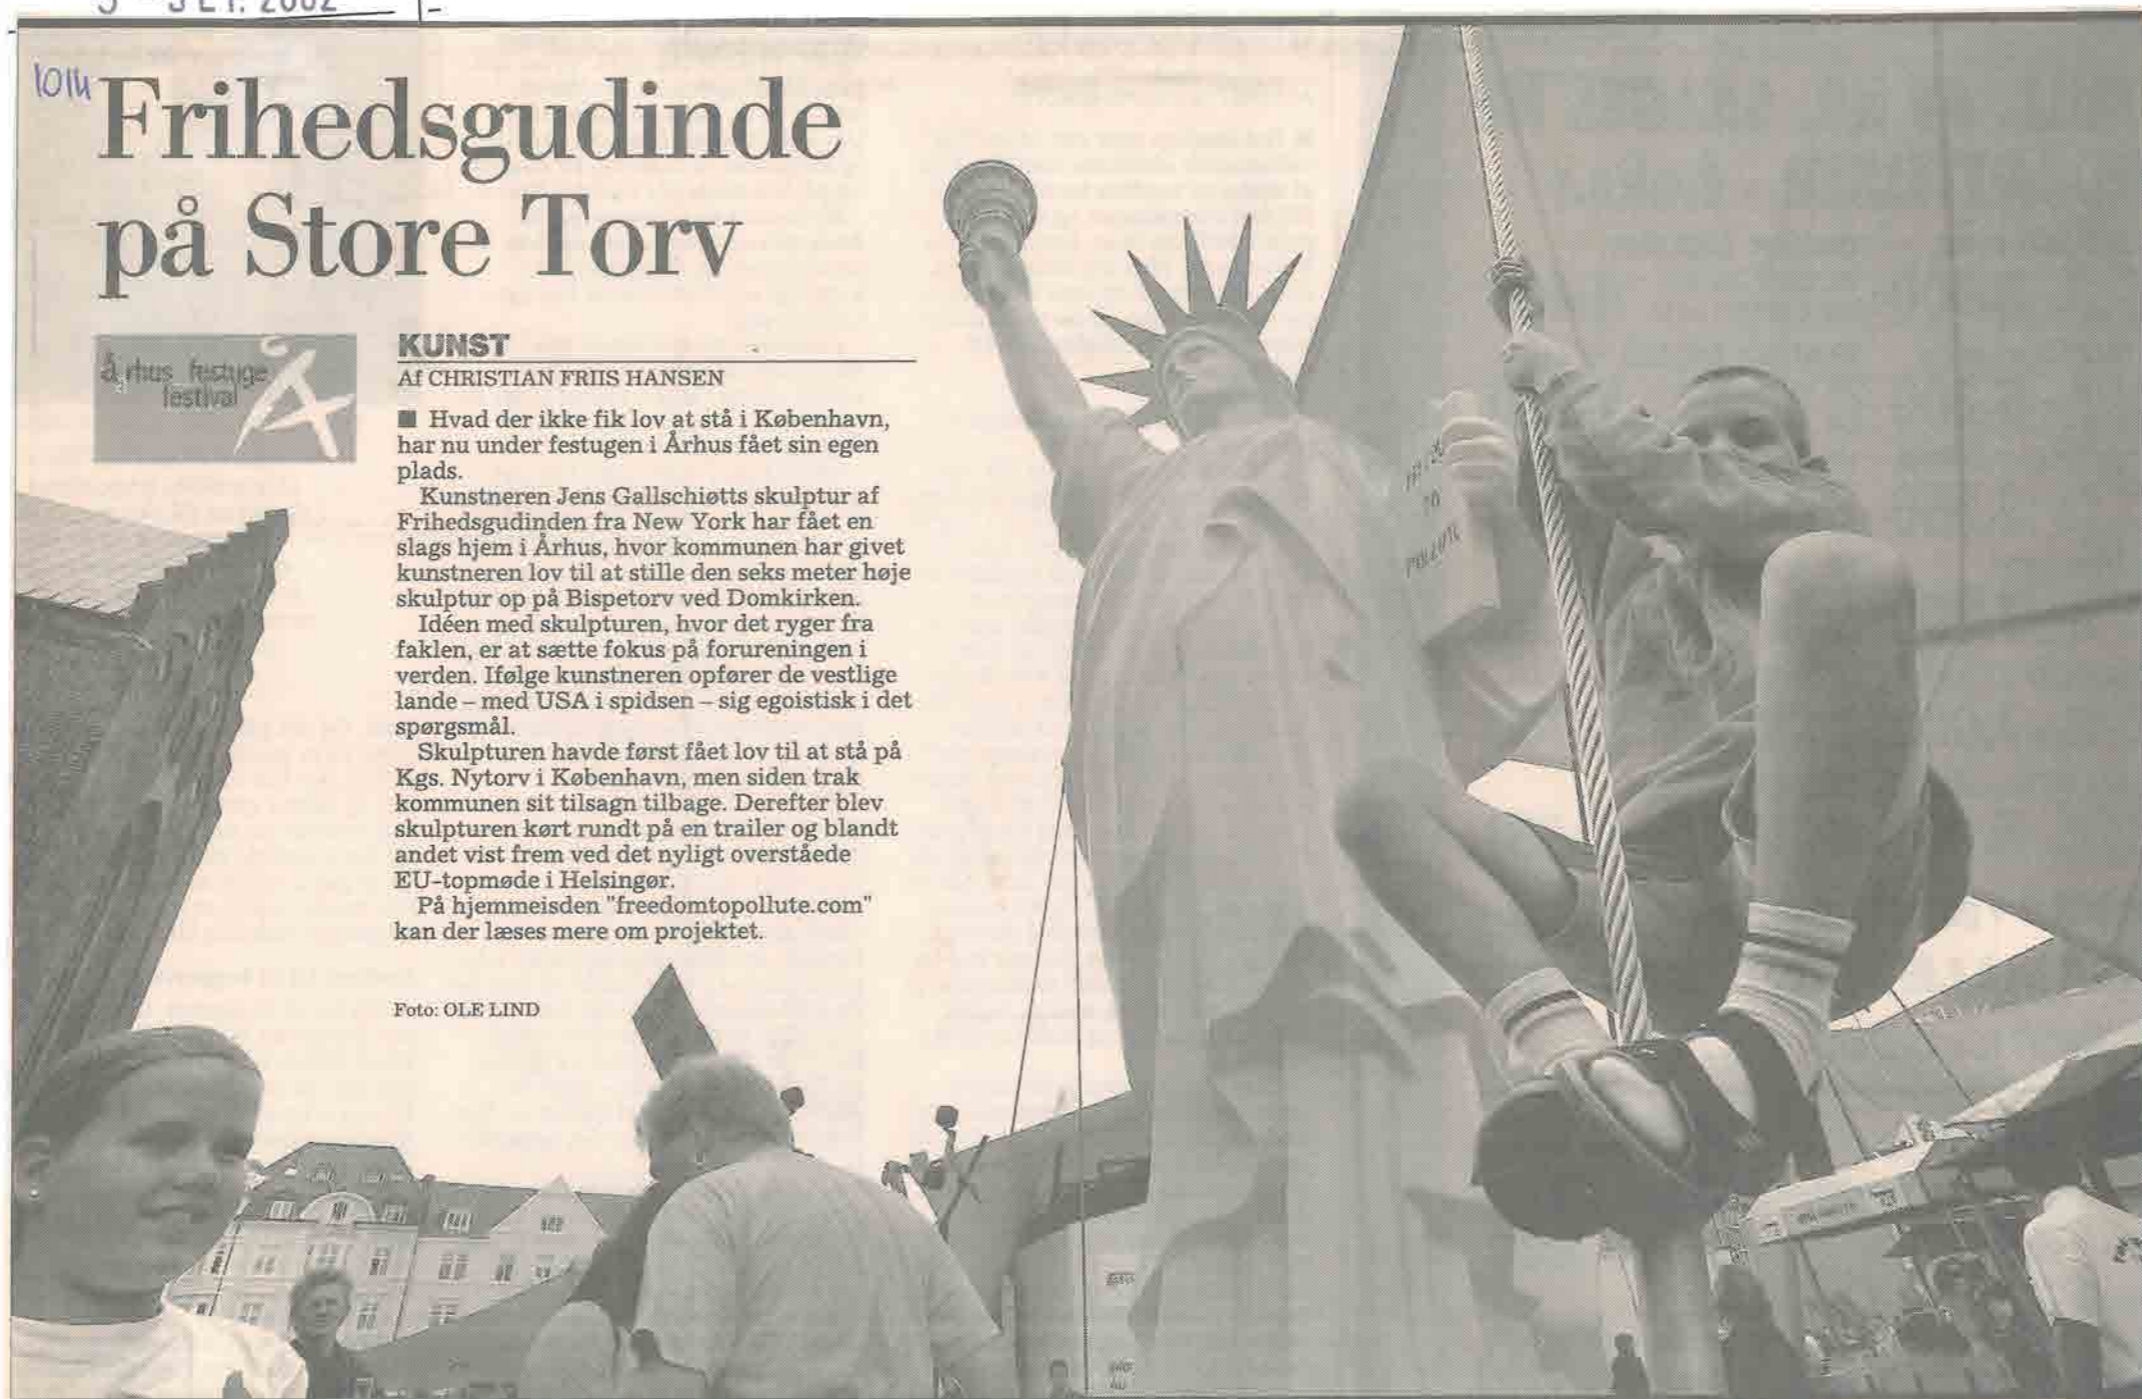 SET. 2002
1014
Frihedsgudinde
på Store Torv
århus festuge
festival
KUNST
Af CHRISTIAN FRIIS HANSEN
■ Hvad der ikke fik lov at stå i København,
har nu under festugen i Århus fået sin egen
plads.
Kunstneren Jens Gallschiøtts skulptur af
Frihedsgudinden fra New York har fået en
slags hjem i Århus, hvor kommunen har givet
kunstneren lov til at stille den seks meter høje
skulptur op på Bispetorv ved Domkirken.
Idéen med skulpturen, hvor det ryger fra
faklen, er at sætte fokus på forureningen i
verden. Ifølge kunstneren opfører de vestlige
lande – med USA i spidsen – sig egoistisk i det
spørgsmål.
Skulpturen havde først fået lov til at stå på
Kgs. Nytorv i København, men siden trak
kommunen sit tilsagn tilbage. Derefter blev
skulpturen kørt rundt på en trailer og blandt
andet vist frem ved det nyligt overståede
EU-topmøde i Helsingør.
På hjemmeisden "freedomtopollute.com"
kan der læses mere om projektet.
Foto: OLE LIND
TO
POLLUTE